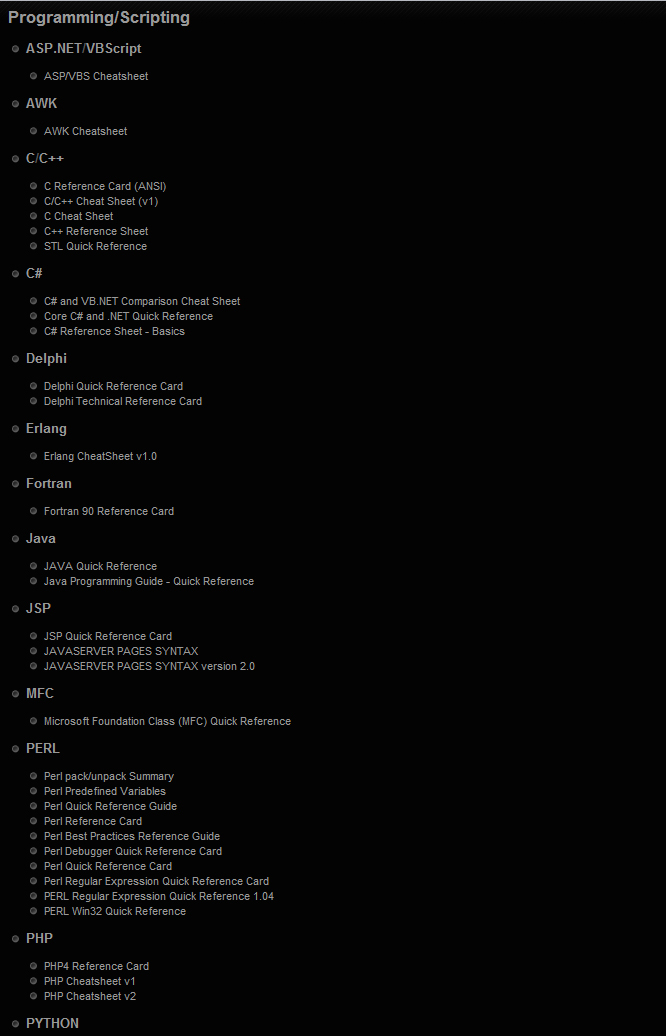 Programming/Scripting
ASP.NET/VBScript
ASP/VBS Cheatsheet
AWK
AWK Cheatsheet
C/C++
C Reference Card (ANSI)
C/C++ Cheat Sheet (v1)
C Cheat Sheet
C++ Reference Sheet
STL Quick Reference
C#
C# and VB.NET Comparison Cheat Sheet
Core C# and .NET Quick Reference
C# Reference Sheet - Basics
Delphi
Delphi Quick Reference Card
Delphi Technical Reference Card
Erlang
Erlang CheatSheet v1.0
Fortran
Fortran 90 Reference Card
Java
JAVA Quick Reference
Java Programming Guide - Quick Reference
JSP
JSP Quick Reference Card
JAVASERVER PAGES SYNTAX
JAVASERVER PAGES SYNTAX version 2.0
MFC
Microsoft Foundation Class (MFC) Quick Reference
PERL
Perl pack/unpack Summary
Perl Predefined Variables
Perl Quick Reference Guide
Perl Reference Card
Perl Best Practices Reference Guide
Perl Debugger Quick Reference Card
Perl Quick Reference Card
Perl Regular Expression Quick Reference Card
PERL Regular Expression Quick Reference 1.04
PERL Win32 Quick Reference
PHP
PHP4 Reference Card
PHP Cheatsheet v1
PHP Cheatsheet v2
PYTHON